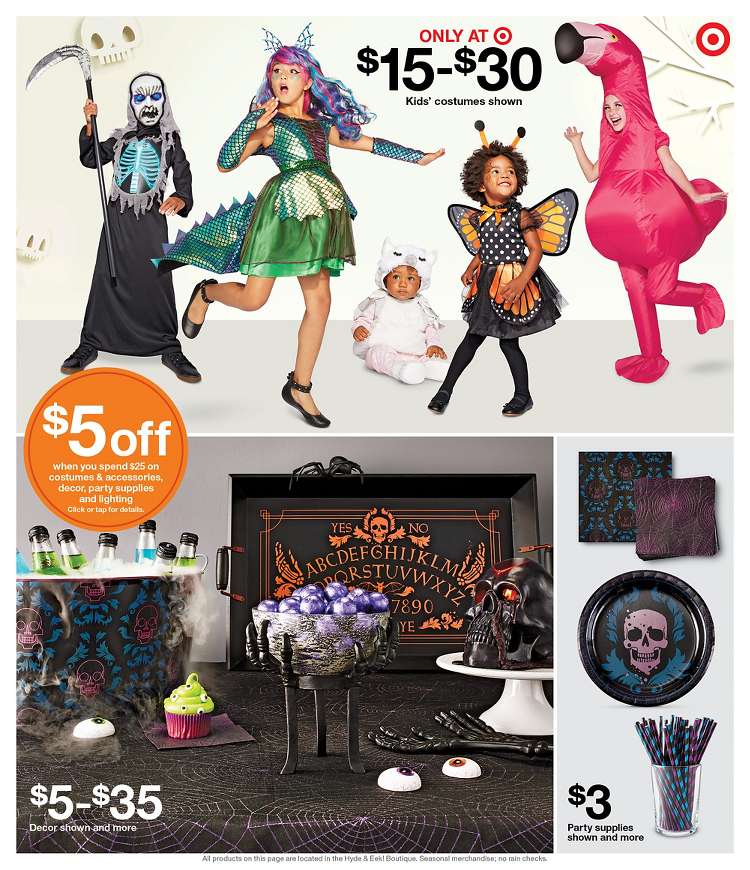 ONLY AT
$15-$30
Kids' costumes shown
$5 off
when you spend $25 on
costumes & accessories,
decor, party supplies
and lighting
Click or tap for details.
YES NO
ABCDEFGHIJKLM
OPQRSTUVWXYZ
7890
BYE
$5-$35
Decor shown and more
$3
Party supplies
shown and more
All products on this page are located in the Hyde & Eek! Boutique. Seasonal merchandise; no rain checks.